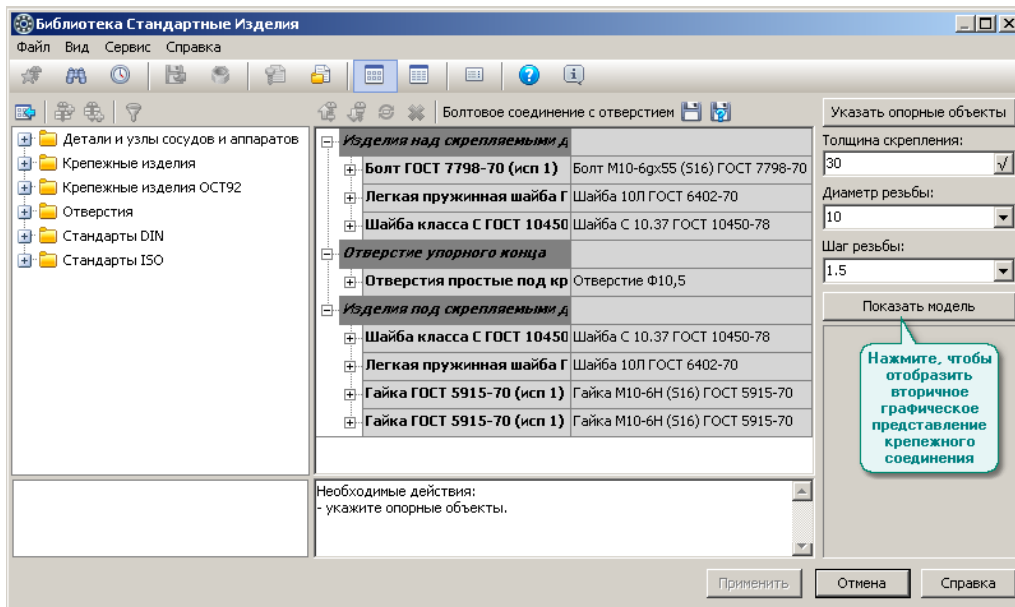 Библиотека Стандартные Изделия
Файл Вид Сервис Справка
Болтовое соединение с отверстием
Детали и узлы сосудов и аппаратов
Крепежные изделия
Крепежные изделия ОСТ92
Отверстия
Стандарты DIN
Стандарты ISO
Изделия над скрепляемыми д
Болт ГОСТ 7798-70 (исп 1) Болт М10-6gx55 (S16) ГОСТ 7798-70
Легкая пружинная шайба Г Шайба 10Л ГОСТ 6402-70
Шайба класса С ГОСТ 10450 Шайба С 10.37 ГОСТ 10450-78
Отверстие упорного конца
Отверстия простые под кр Отверстие Ф10,5
Изделия под скрепляемыми д
Шайба класса С ГОСТ 10450 Шайба С 10.37 ГОСТ 10450-78
Легкая пружинная шайба Г Шайба 10Л ГОСТ 6402-70
Гайка ГОСТ 5915-70 (исп 1) Гайка М10-6Н (S16) ГОСТ 5915-70
Гайка ГОСТ 5915-70 (исп 1) Гайка М10-6Н (S16) ГОСТ 5915-70
Указать опорные объекты
Толщина скрепления:
30
Диаметр резьбы:
10
Шаг резьбы:
1.5
Показать модель
Нажмите, чтобы
отобразить
вторичное
графическое
представление
крепежного
соединения
Необходимые действия:
- укажите опорные объекты.
Применить Отмена Справка